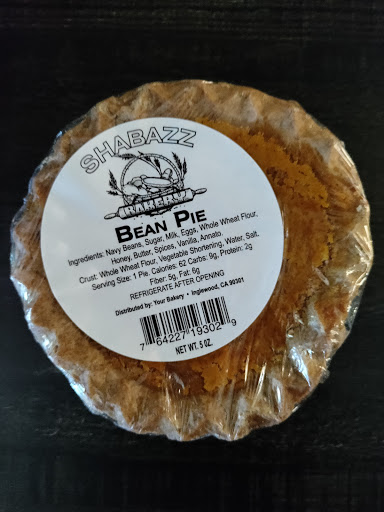 SHABAZZ
BAKERY
BEAN PIE
Ingredients: Navy Beans, Sugar, Milk, Eggs, Whole Wheat Flour,
Honey, Butter, Spices, Vanilla, Annato.
Crust: Whole Wheat Flour, Vegetable Shortening, Water, Salt,
Serving Size: 1 Pie. Calories: 62 Carbs: 9g, Protein: 2g
Fiber: 5g, Fat: 6g
REFRIGERATE AFTER OPENING
Distributed by: Your Bakery • Inglewood, CA 90301
7 64227 19302 9
NET WT. 5 OZ.